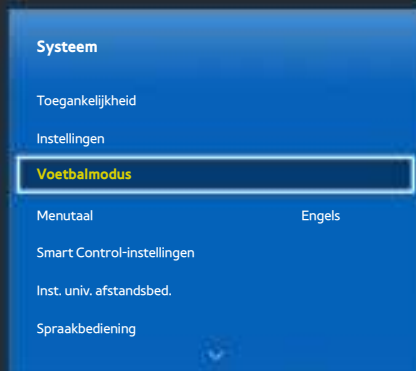 Systeem
Toegankelijkheid
Instellingen
Voetbalmodus
Menutaal Engels
Smart Control-instellingen
Inst. univ. afstandsbed.
Spraakbediening